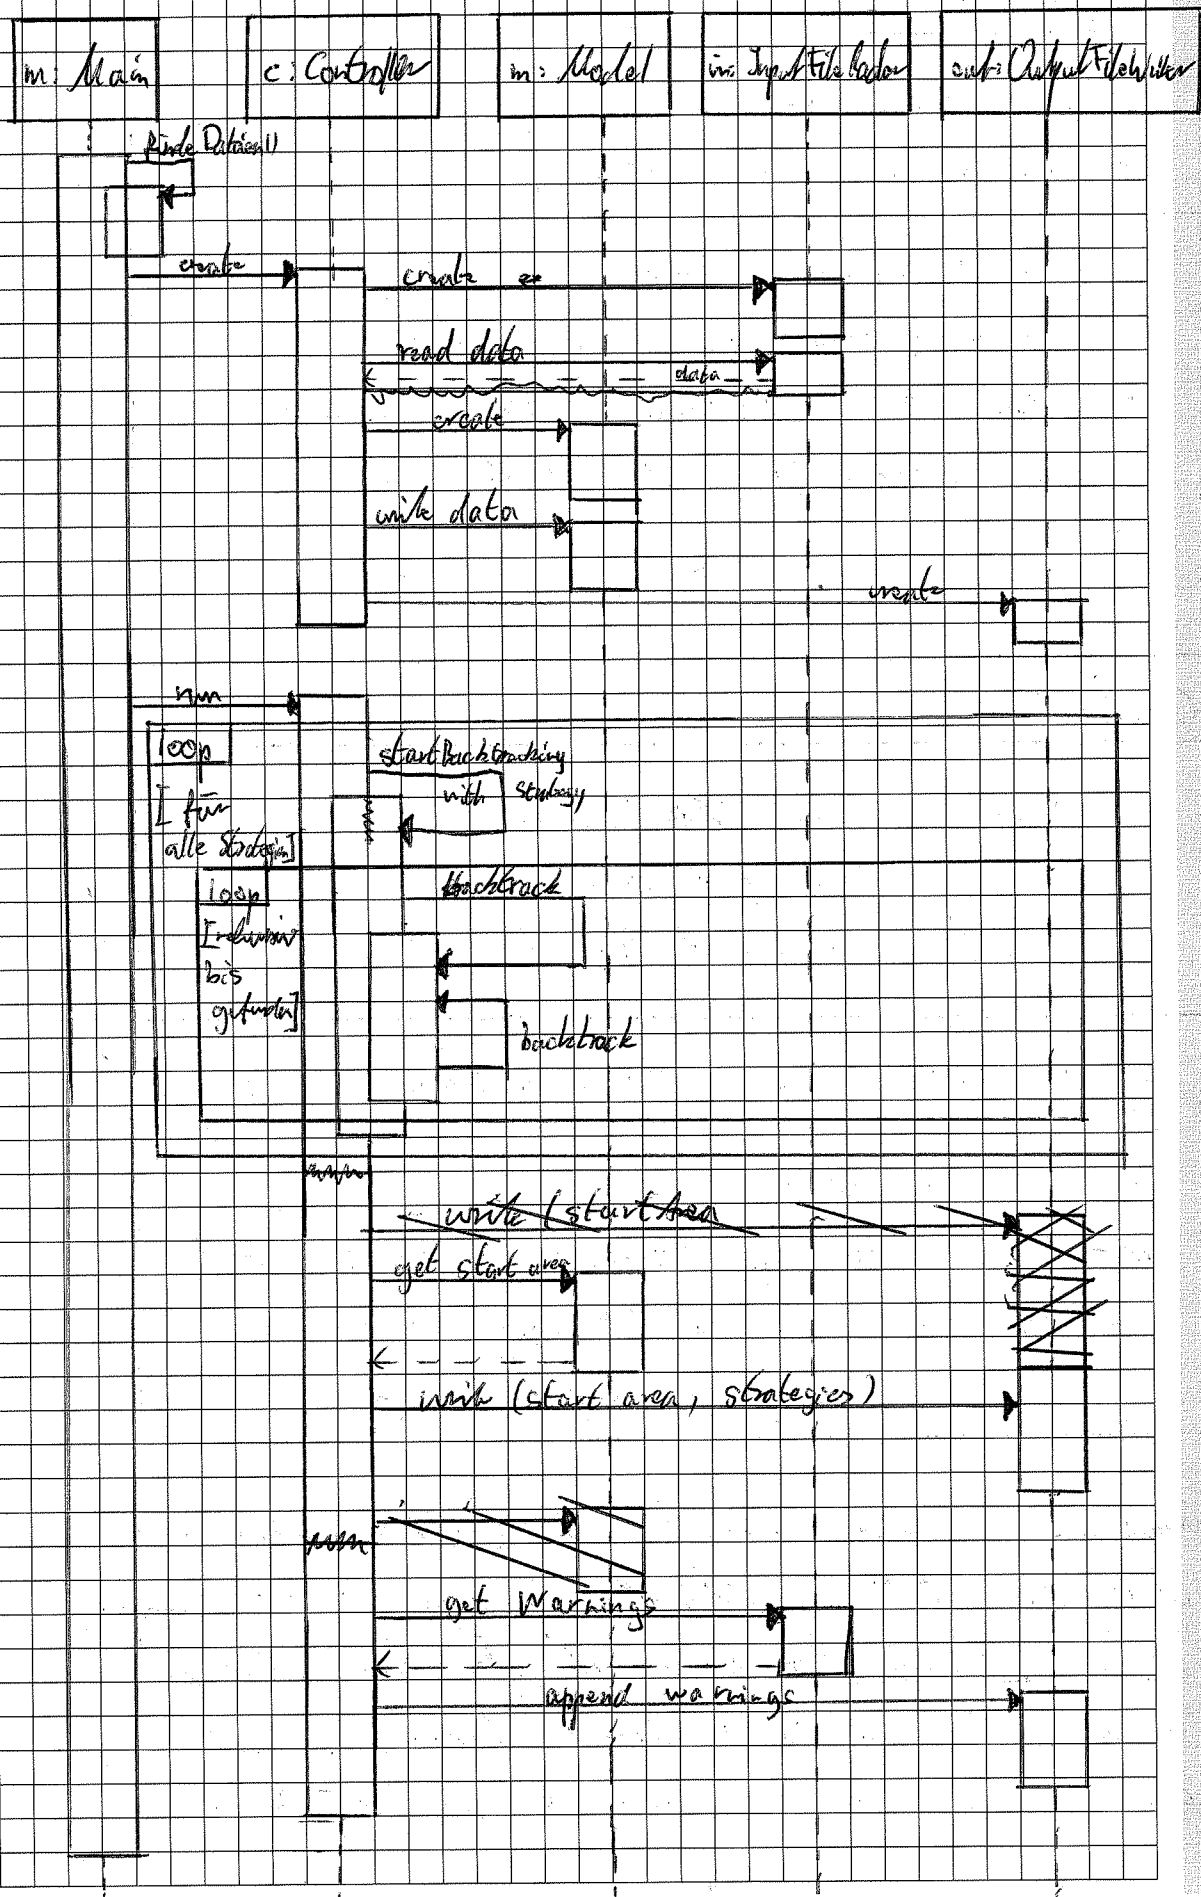 m: Main
c: Controller
m: Model
in: InputFileReader
out: OutputFileWriter
finde Dateien()
create
create
read data
data
create
write data
create
run
loop
[für
alle Strategien]
startBacktracking
with strategy
loop
[rekursiv
bis
gefunden]
backtrack
backtrack
write (start Area
get start area
write (start area, strategies)
get Warnings
append warnings